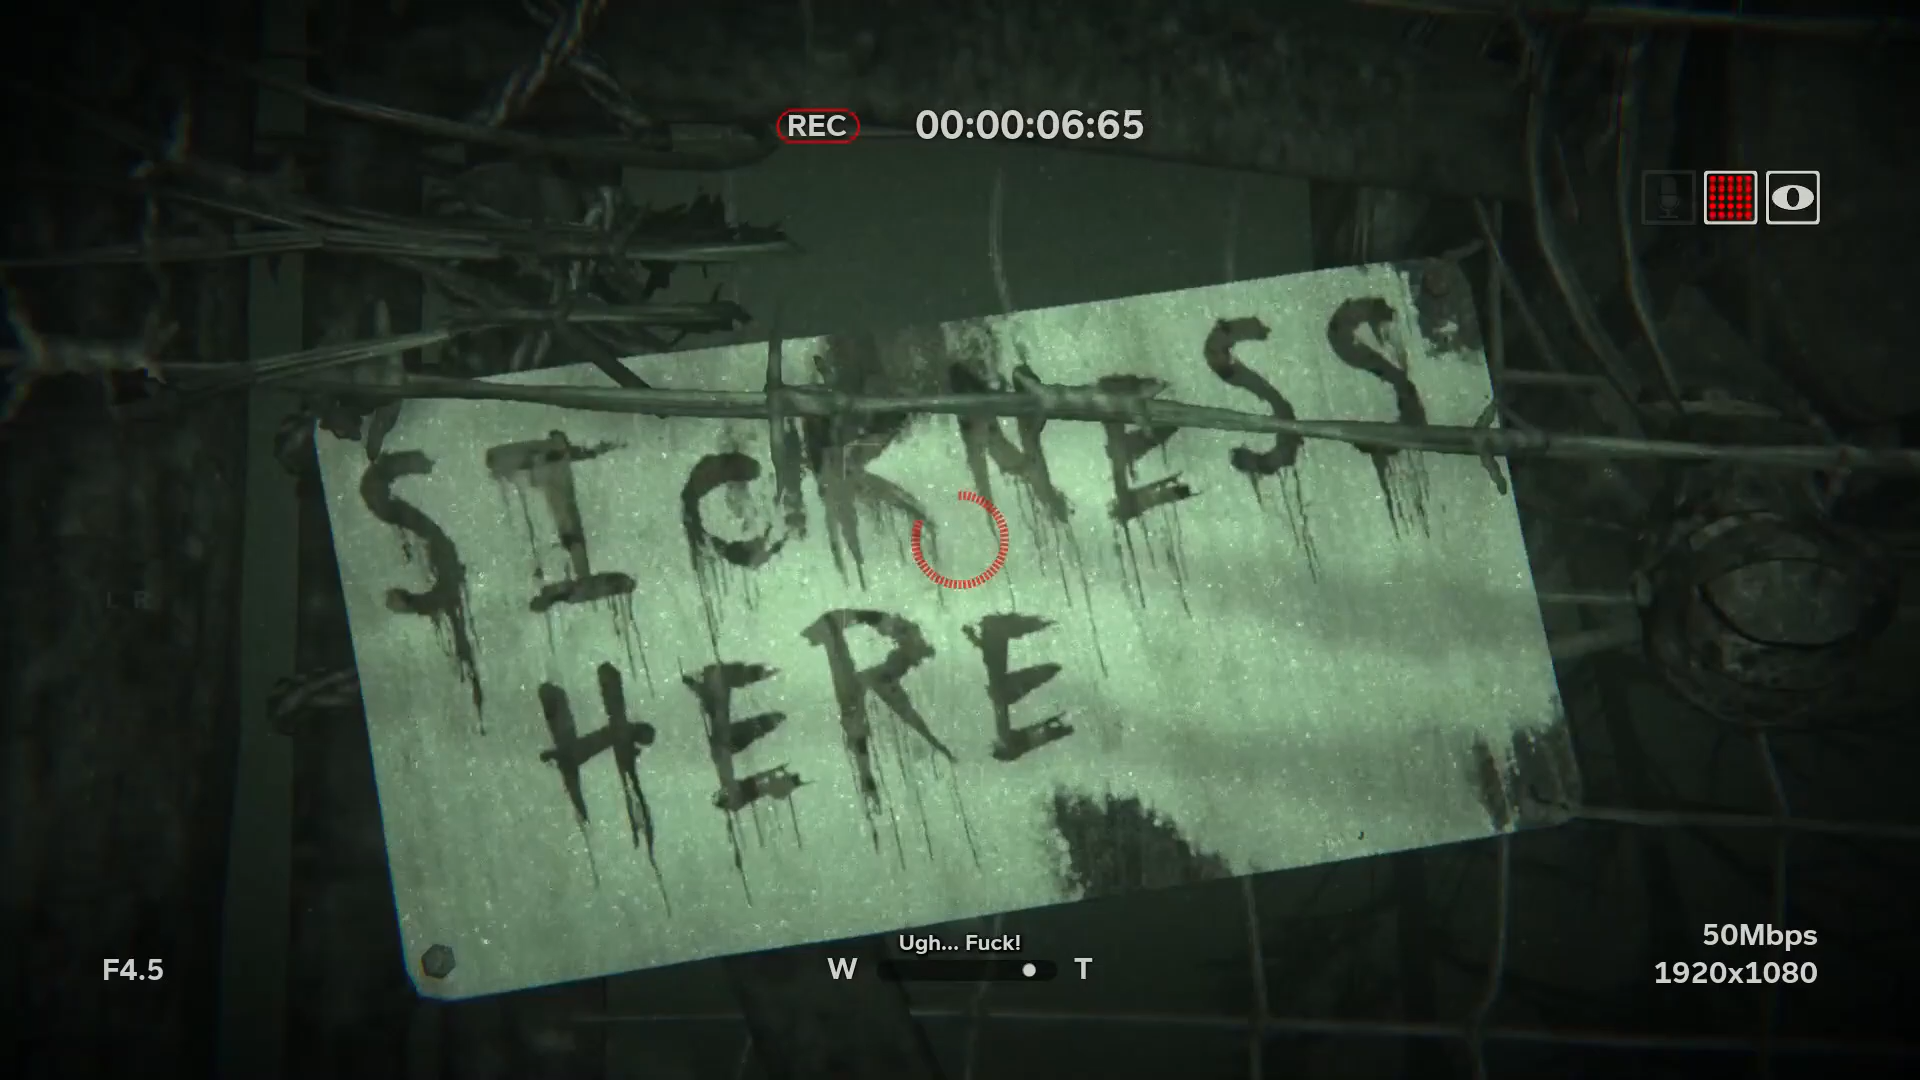 REC 00:00:06:65
SICKNESS
HERE
L R
Ugh... Fuck!
F4.5
W T
50Mbps
1920x1080